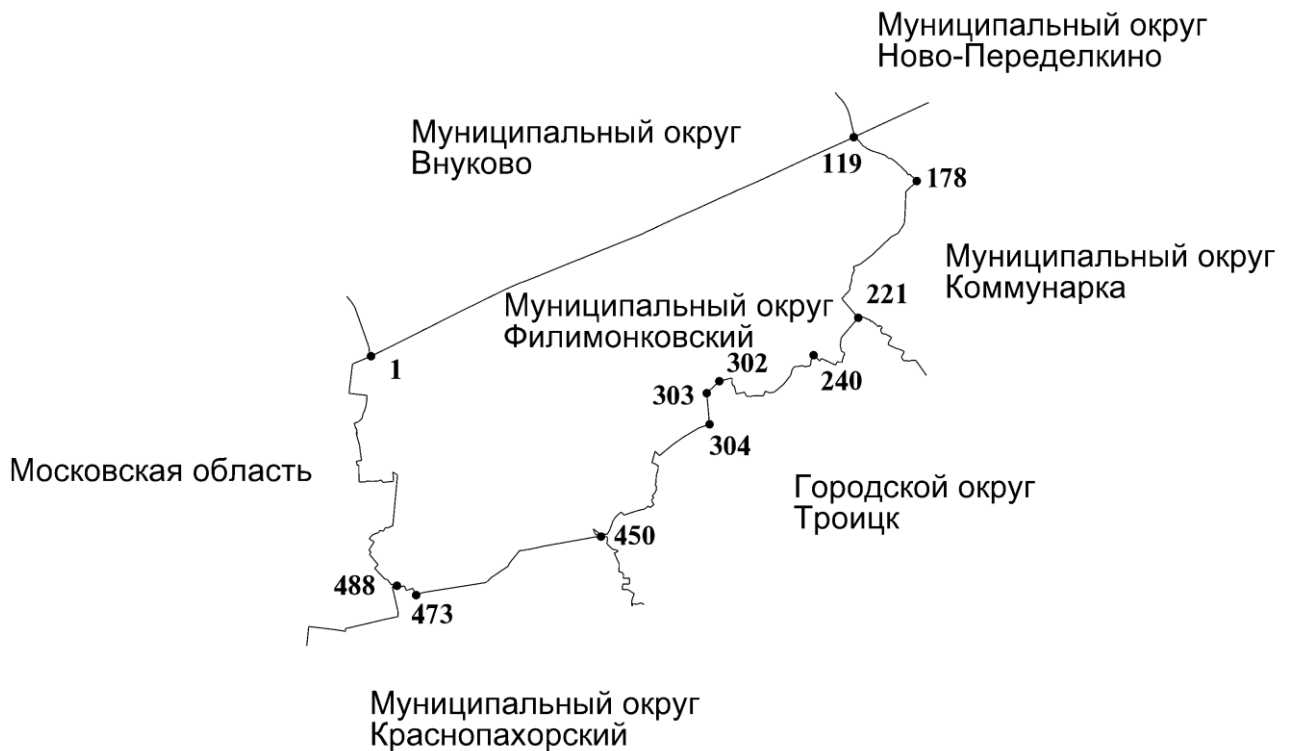 Муниципальный округ
Ново-Переделкино
Муниципальный округ
Внуково
119
178
Муниципальный округ
Коммунарка
221
Муниципальный округ
Филимонковский
1
302
240
303
304
Московская область
Городской округ
Троицк
450
488
473
Муниципальный округ
Краснопахорский